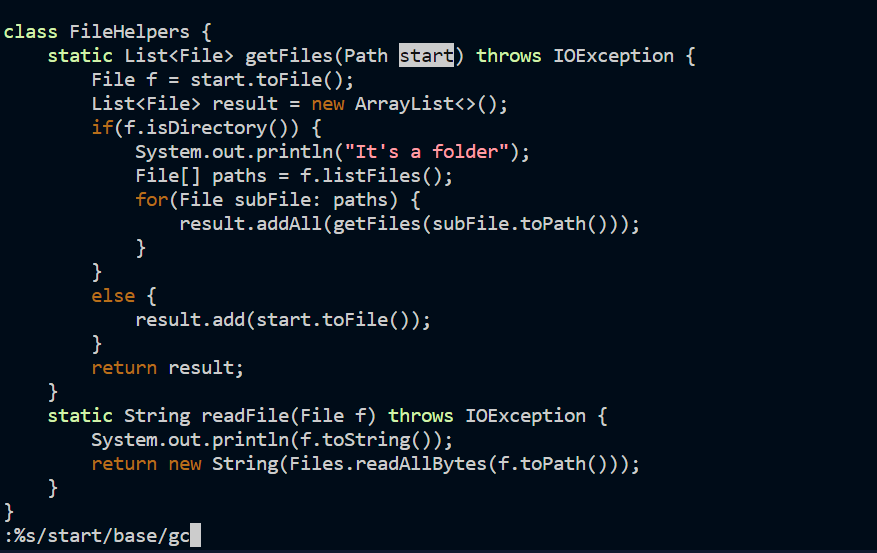 class FileHelpers {
    static List<File> getFiles(Path start) throws IOException {
        File f = start.toFile();
        List<File> result = new ArrayList<>();
        if(f.isDirectory()) {
            System.out.println("It's a folder");
            File[] paths = f.listFiles();
            for(File subFile: paths) {
                result.addAll(getFiles(subFile.toPath()));
            }
        }
        else {
            result.add(start.toFile());
        }
        return result;
    }
    static String readFile(File f) throws IOException {
        System.out.println(f.toString());
        return new String(Files.readAllBytes(f.toPath()));
    }
}
:%s/start/base/gc